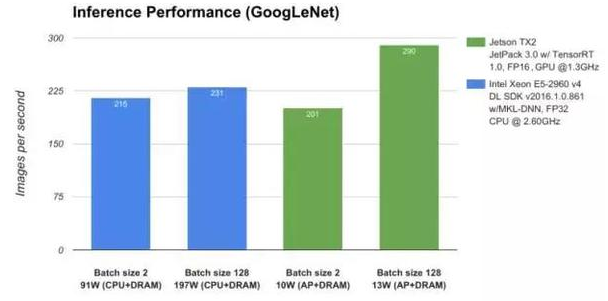 Inference Performance (GoogLeNet)
Images per second
300
225
150
75
0
215
231
201
290
Batch size 2
91W (CPU+DRAM)
Batch size 128
197W (CPU+DRAM)
Batch size 2
10W (AP+DRAM)
Batch size 128
13W (AP+DRAM)
Jetson TX2
JetPack 3.0 w/ TensorRT
1.0, FP16, GPU @1.3GHz
Intel Xeon E5-2960 v4
DL SDK v2016.1.0.861
w/MKL-DNN, FP32
CPU @ 2.60GHz